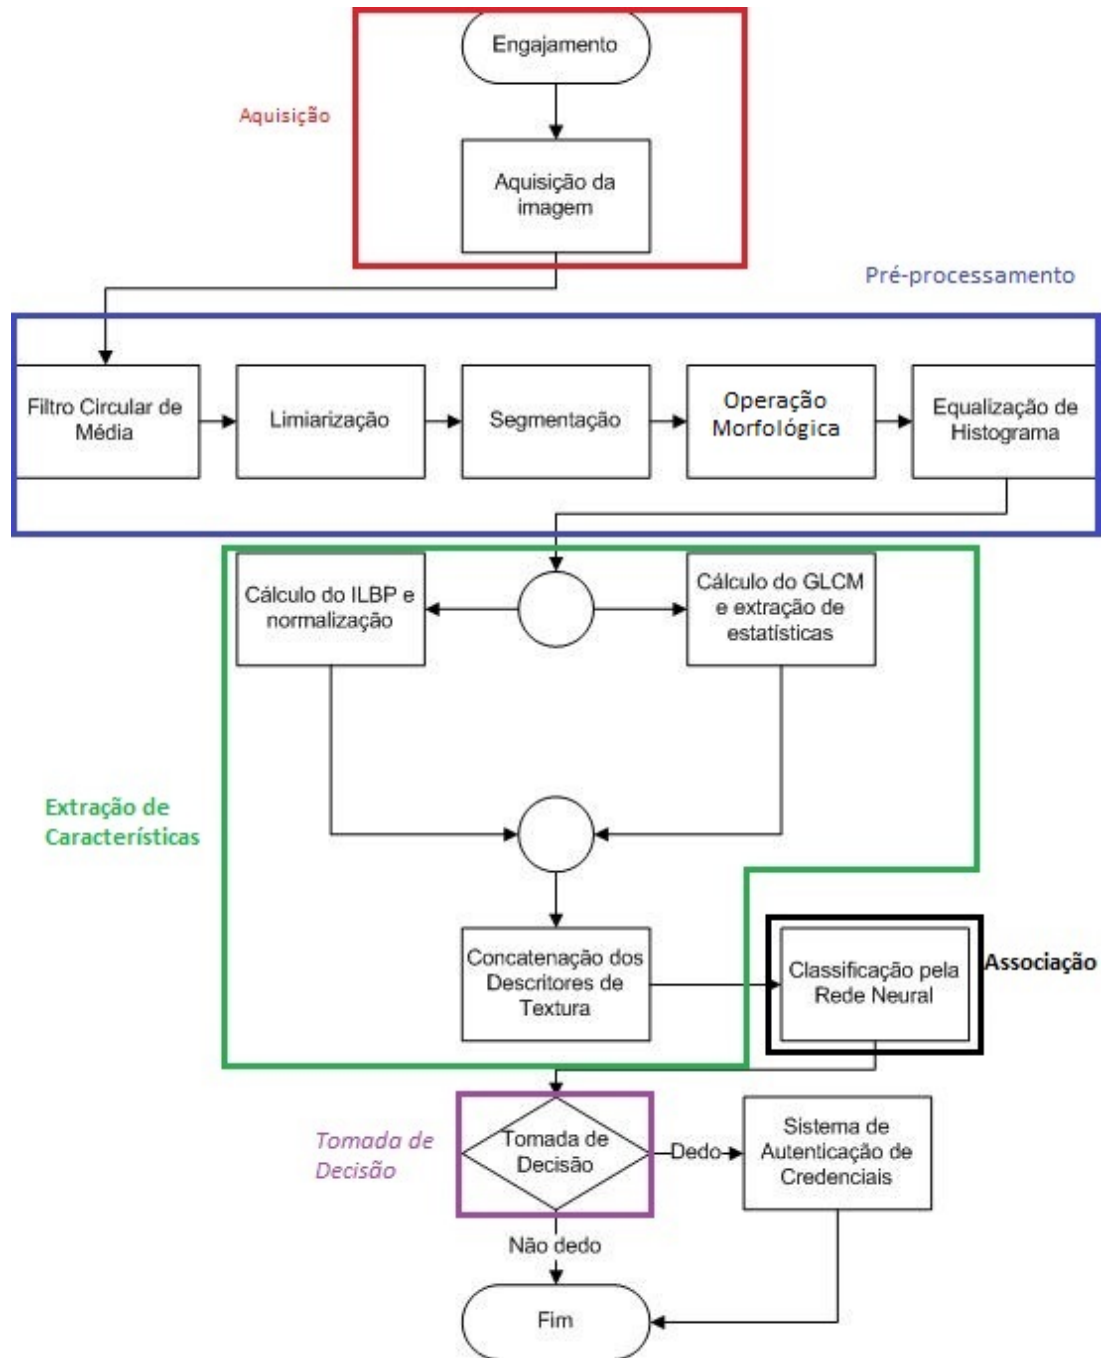 Engajamento
Aquisição
Aquisição da
imagem
Pré-processamento
Filtro Circular de
Média
Limiarização
Segmentação
Operação
Morfológica
Equalização de
Histograma
Cálculo do ILBP e
normalização
Cálculo do GLCM
e extração de
estatísticas
Extração de
Características
Concatenação dos
Descritores de
Textura
Classificação pela
Rede Neural
Associação
Tomada de
Decisão
Tomada de
Decisão
Dedo
Sistema de
Autenticação de
Credenciais
Não dedo
Fim